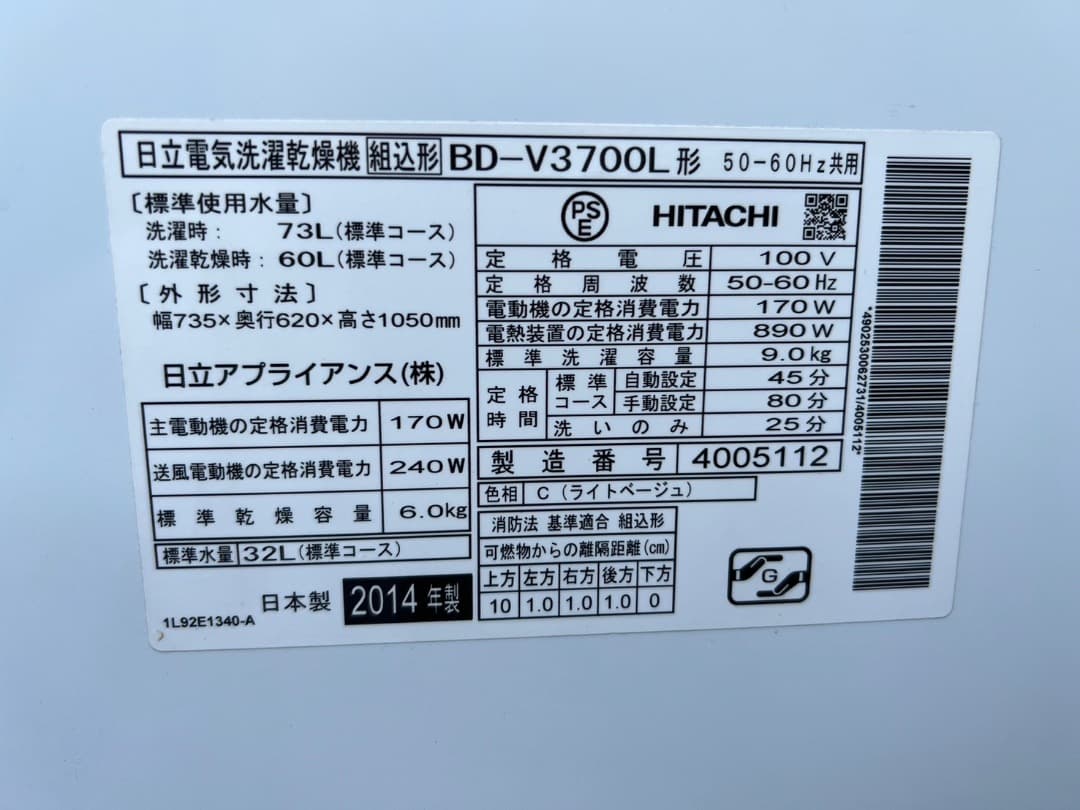 日立電気洗濯乾燥機 組込形 BD-V3700L形 50-60Hz共用
〔標準使用水量〕
洗濯時: 73L(標準コース)
洗濯乾燥時: 60L(標準コース)
〔外形寸法〕
幅735×奥行620×高さ1050mm
日立アプライアンス(株)
主電動機の定格消費電力 170W
送風電動機の定格消費電力 240W
標準乾燥容量 6.0kg
標準水量 32L(標準コース)
日本製 2014年製
1L92E1340-A
PS
E
HITACHI
定格電圧 100V
定格周波数 50-60Hz
電動機の定格消費電力 170W
電熱装置の定格消費電力 890W
標準洗濯容量 9.0kg
定格時間 標準コース 自動設定 45分
手動設定 80分
洗いのみ 25分
製造番号 4005112
色相 C(ライトベージュ)
消防法 基準適合 組込形
可燃物からの離隔距離(cm)
上方 左方 右方 後方 下方
10 1.0 1.0 1.0 0
G
*4902530062731/4005112*